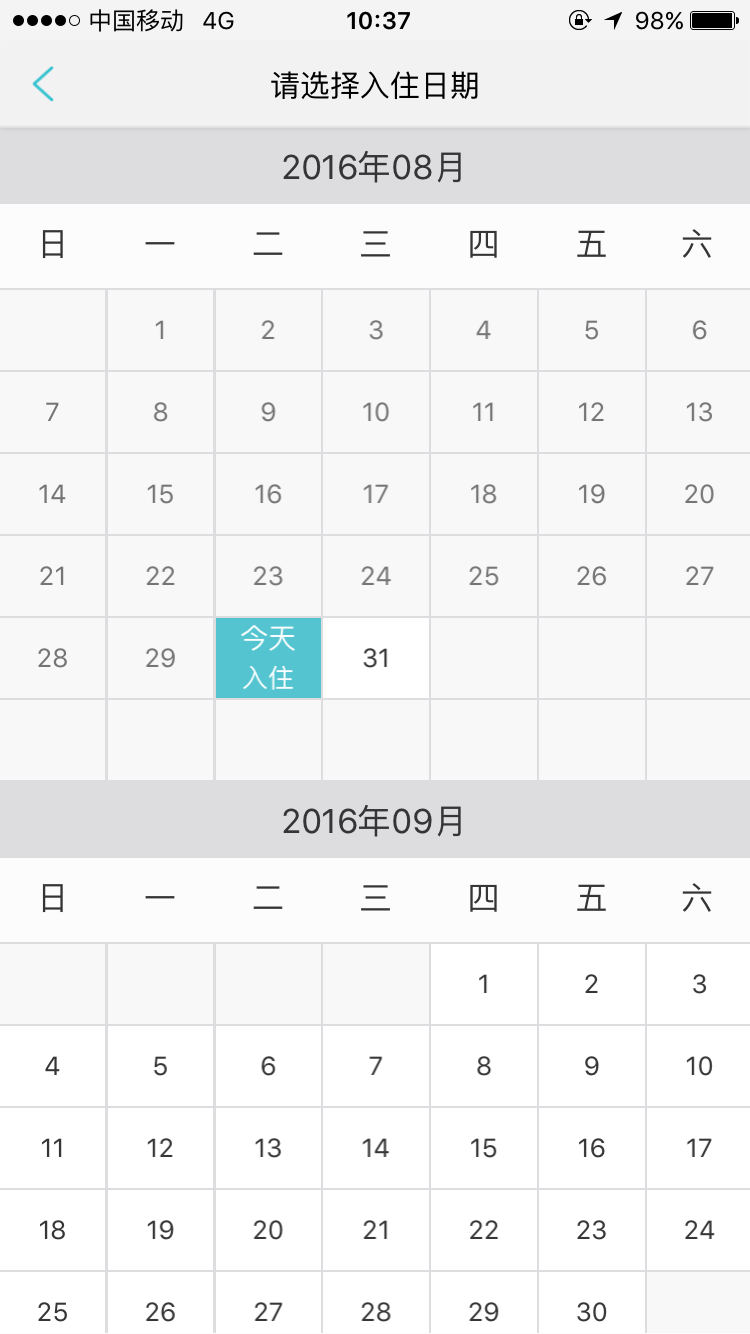 中国移动 4G 10:37 98%
请选择入住日期
2016年08月
日 一 二 三 四 五 六
1 2 3 4 5 6
7 8 9 10 11 12 13
14 15 16 17 18 19 20
21 22 23 24 25 26 27
28 29 今天 31
入住
2016年09月
日 一 二 三 四 五 六
1 2 3
4 5 6 7 8 9 10
11 12 13 14 15 16 17
18 19 20 21 22 23 24
25 26 27 28 29 30